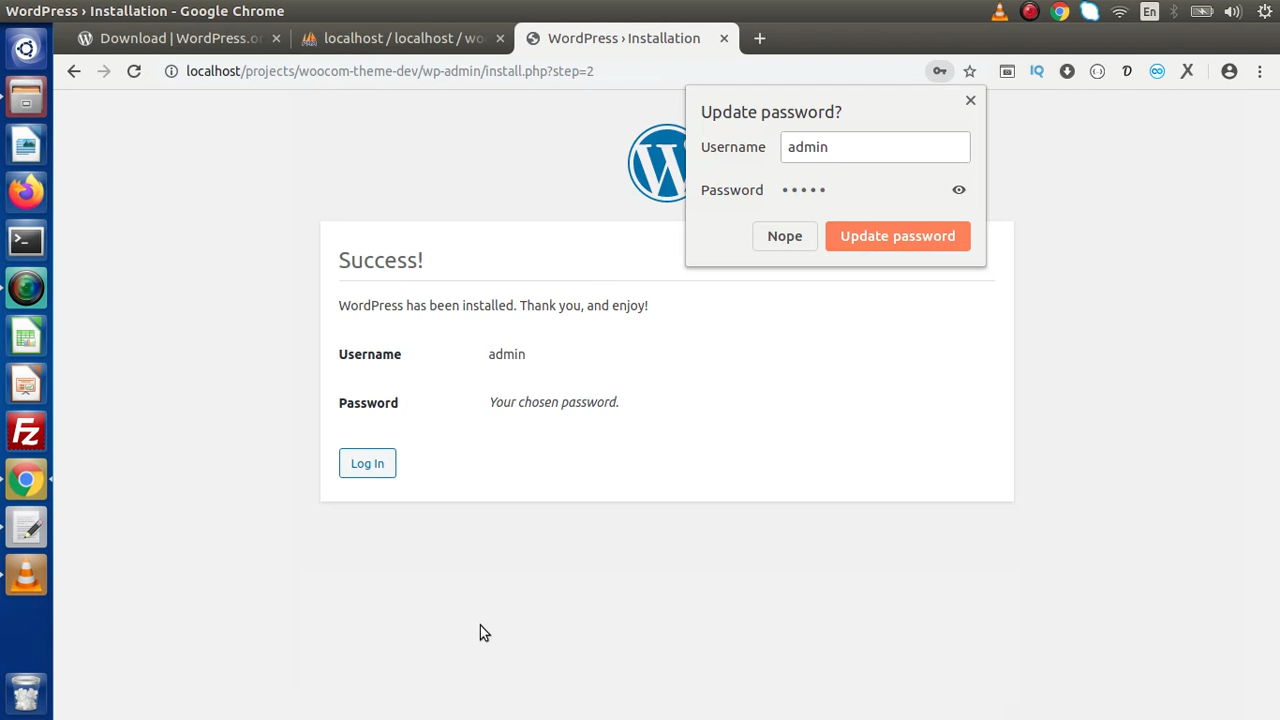 WordPress › Installation - Google Chrome
En
Download | WordPress.or
localhost / localhost / wo
WordPress › Installation
localhost/projects/woocom-theme-dev/wp-admin/install.php?step=2
IQ
Update password?
Username admin
Password •••••
Nope Update password
Success!
WordPress has been installed. Thank you, and enjoy!
Username admin
Password Your chosen password.
Log In